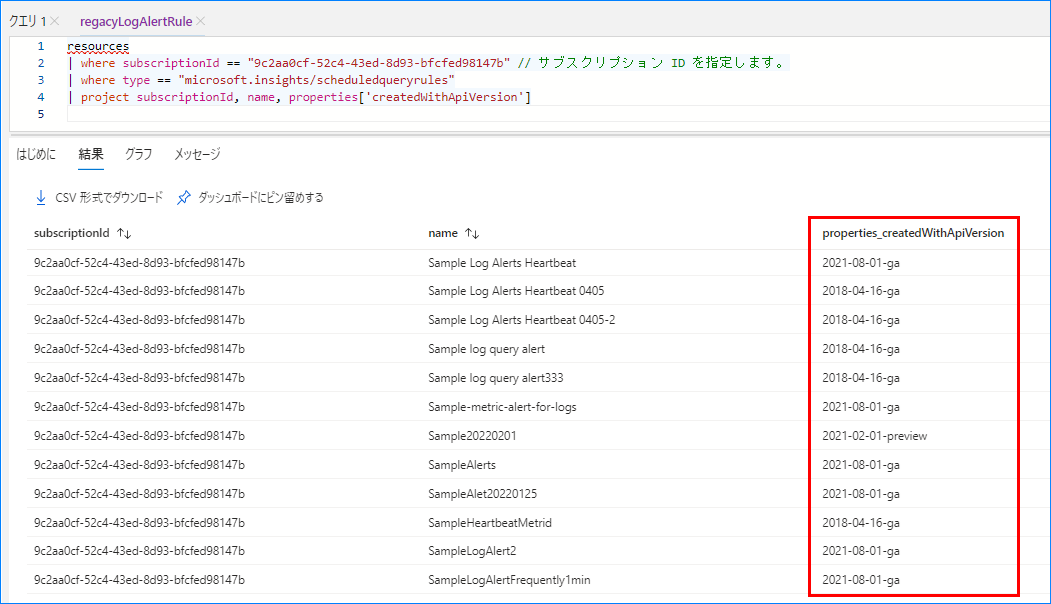 クエリ 1
regacyLogAlertRule
1 resources
2 | where subscriptionId == "9c2aa0cf-52c4-43ed-8d93-bfcfed98147b" // サブスクリプション ID を指定します。
3 | where type == "microsoft.insights/scheduledqueryrules"
4 | project subscriptionId, name, properties['createdWithApiVersion']
5
はじめに 結果 グラフ メッセージ
CSV 形式でダウンロード ダッシュボードにピン留めする
subscriptionId name properties_createdWithApiVersion
9c2aa0cf-52c4-43ed-8d93-bfcfed98147b Sample Log Alerts Heartbeat 2021-08-01-ga
9c2aa0cf-52c4-43ed-8d93-bfcfed98147b Sample Log Alerts Heartbeat 0405 2018-04-16-ga
9c2aa0cf-52c4-43ed-8d93-bfcfed98147b Sample Log Alerts Heartbeat 0405-2 2018-04-16-ga
9c2aa0cf-52c4-43ed-8d93-bfcfed98147b Sample log query alert 2018-04-16-ga
9c2aa0cf-52c4-43ed-8d93-bfcfed98147b Sample log query alert333 2018-04-16-ga
9c2aa0cf-52c4-43ed-8d93-bfcfed98147b Sample-metric-alert-for-logs 2021-08-01-ga
9c2aa0cf-52c4-43ed-8d93-bfcfed98147b Sample20220201 2021-02-01-preview
9c2aa0cf-52c4-43ed-8d93-bfcfed98147b SampleAlerts 2021-08-01-ga
9c2aa0cf-52c4-43ed-8d93-bfcfed98147b SampleAlet20220125 2021-08-01-ga
9c2aa0cf-52c4-43ed-8d93-bfcfed98147b SampleHeartbeatMetrid 2018-04-16-ga
9c2aa0cf-52c4-43ed-8d93-bfcfed98147b SampleLogAlert2 2021-08-01-ga
9c2aa0cf-52c4-43ed-8d93-bfcfed98147b SampleLogAlertFrequently1min 2021-08-01-ga